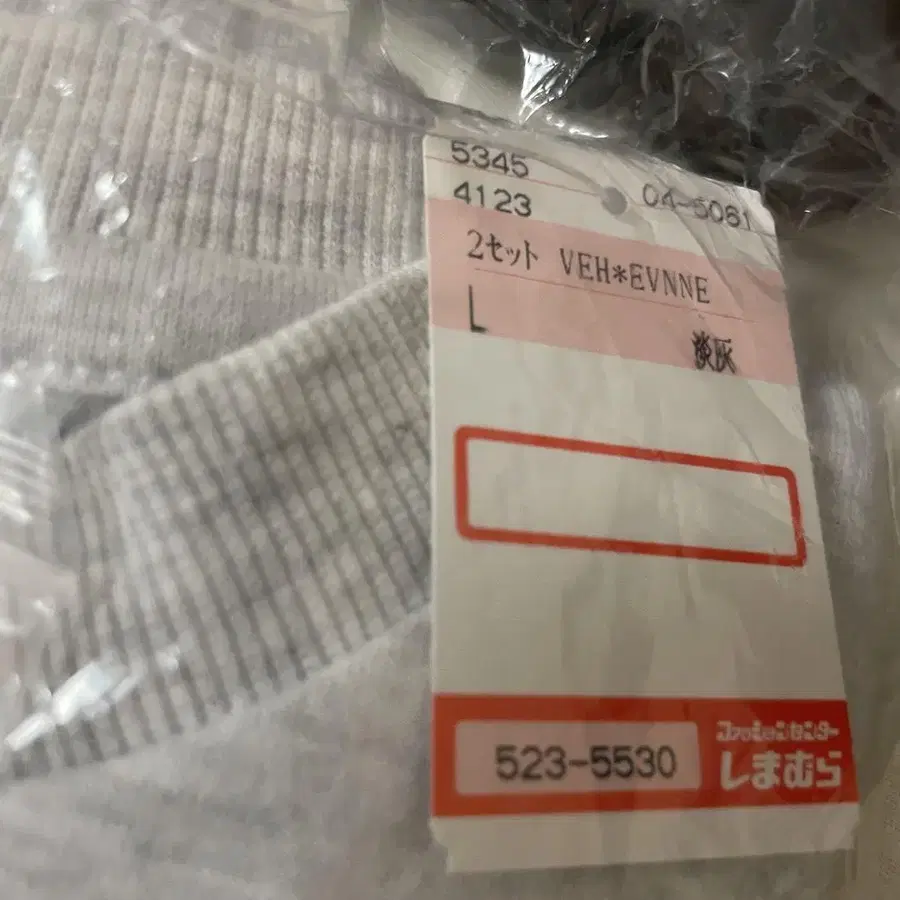 5345
04-5061
4123
2セット VEH*EVNNE
L
淡灰
523-5530
ファッションセンター
しまむら